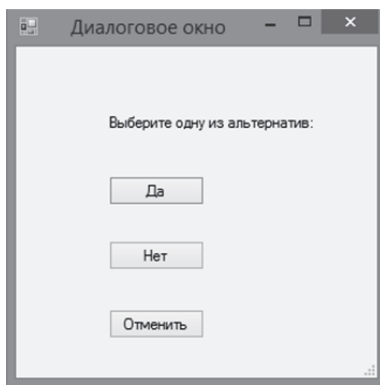 Диалоговое окно
Выберите одну из альтернатив:
Да
Нет
Отменить